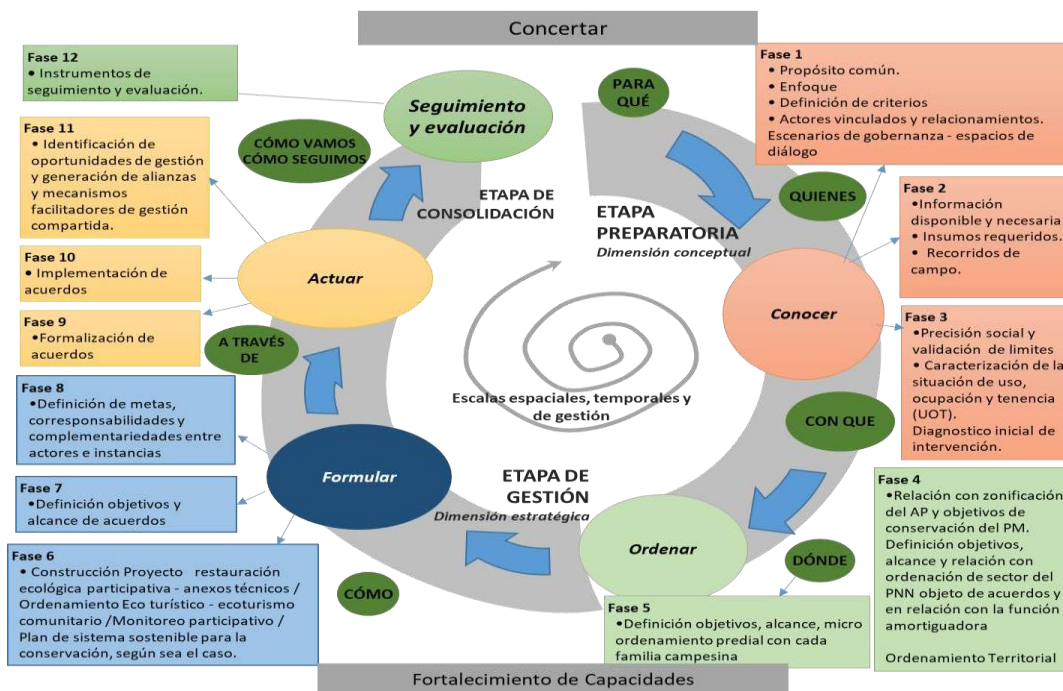 Concertar
Fase 12
• Instrumentos de
seguimiento y evaluación.
Fase 11
• Identificación de
oportunidades de gestión
y generación de alianzas
y mecanismos
facilitadores de gestión
compartida.
Fase 10
• Implementación de
acuerdos
Fase 9
•Formalización de
acuerdos
Fase 8
•Definición de metas,
corresponsabilidades y
complementariedades entre
actores e instancias
Fase 7
•Definición objetivos y
alcance de acuerdos
Fase 6
• Construcción Proyecto restauración
ecológica participativa - anexos técnicos /
Ordenamiento Eco turístico - ecoturismo
comunitario /Monitoreo participativo /
Plan de sistema sostenible para la
conservación, según sea el caso.
Seguimiento
y evaluación
CÓMO VAMOS
CÓMO SEGUIMOS
ETAPA DE
CONSOLIDACIÓN
Actuar
A TRAVÉS
DE
Formular
CÓMO
PARA
QUÉ
ETAPA
PREPARATORIA
Dimensión conceptual
QUIENES
Conocer
Escalas espaciales, temporales y
de gestión
CON QUE
ETAPA DE
GESTIÓN
Dimensión estratégica
Ordenar
DÓNDE
Fase 1
• Propósito común.
• Enfoque
• Definición de criterios
• Actores vinculados y relacionamientos.
Escenarios de gobernanza - espacios de
diálogo
Fase 2
•Información
disponible y necesaria
• Insumos requeridos.
• Recorridos de
campo.
Fase 3
•Precisión social y
validación de limites
• Caracterización de la
situación de uso,
ocupación y tenencia
(UOT).
Diagnostico inicial de
intervención.
Fase 4
•Relación con zonificación
del AP y objetivos de
conservación del PM.
Definición objetivos,
alcance y relación con
ordenación de sector del
PNN objeto de acuerdos y
en relación con la función
amortiguadora
Ordenamiento Territorial
Fase 5
•Definición objetivos, alcance, micro
ordenamiento predial con cada
familia campesina
Fortalecimiento de Capacidades